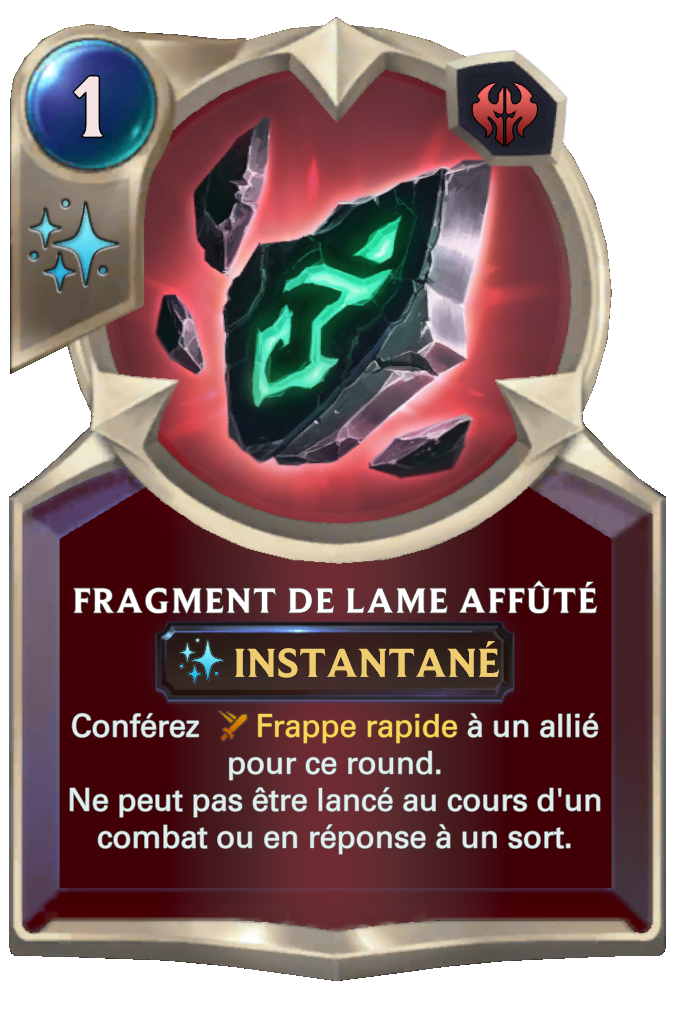 1
FRAGMENT DE LAME AFFÛTÉ
INSTANTANÉ
Conférez Frappe rapide à un allié
pour ce round.
Ne peut pas être lancé au cours d'un
combat ou en réponse à un sort.